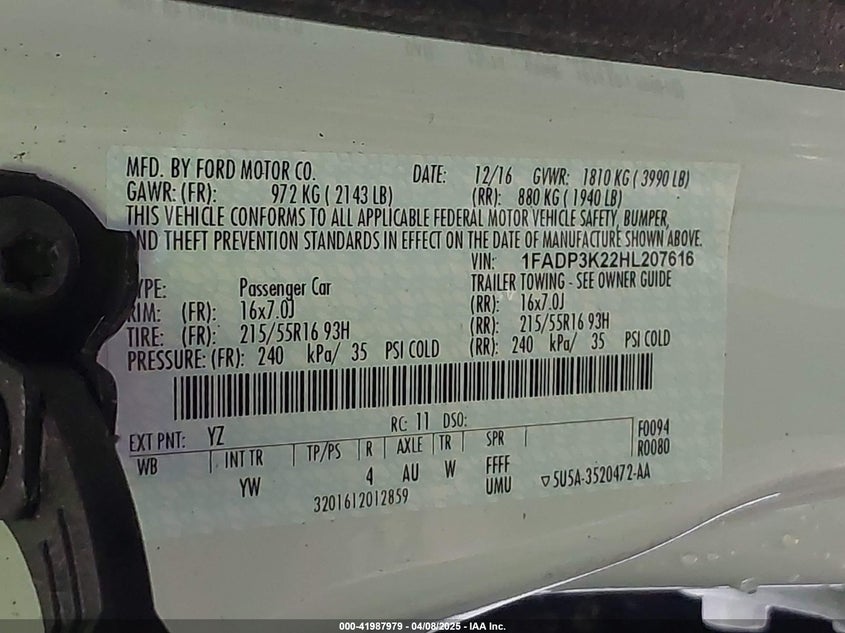 MFD. BY FORD MOTOR CO. DATE: 12/16 GVWR: 1810 KG ( 3990 LB)
GAWR: (FR): 972 KG ( 2143 LB) (RR): 880 KG ( 1940 LB)
THIS VEHICLE CONFORMS TO ALL APPLICABLE FEDERAL MOTOR VEHICLE SAFETY, BUMPER,
ND THEFT PREVENTION STANDARDS IN EFFECT ON THE DATE OF MANUFACTURE SHOWN ABOVE.
VIN: 1FADP3K22HL207616
YPE: Passenger Car TRAILER TOWING - SEE OWNER GUIDE
RIM: (FR): 16x7.0J (RR): 16x7.0J
TIRE: (FR): 215/55R16 93H (RR): 215/55R16 93H
PRESSURE: (FR): 240 kPa/ 35 PSI COLD (RR): 240 kPa/ 35 PSI COLD
EXT PNT: YZ RC: 11 DSO: F0094
R0080
WB INT TR TP/PS R AXLE TR SPR
YW 4 AU W FFFF
UMU
3201612012859 ▽5U5A-3520472-AA
000-41987979 - 04/08/2025 - IAA Inc.